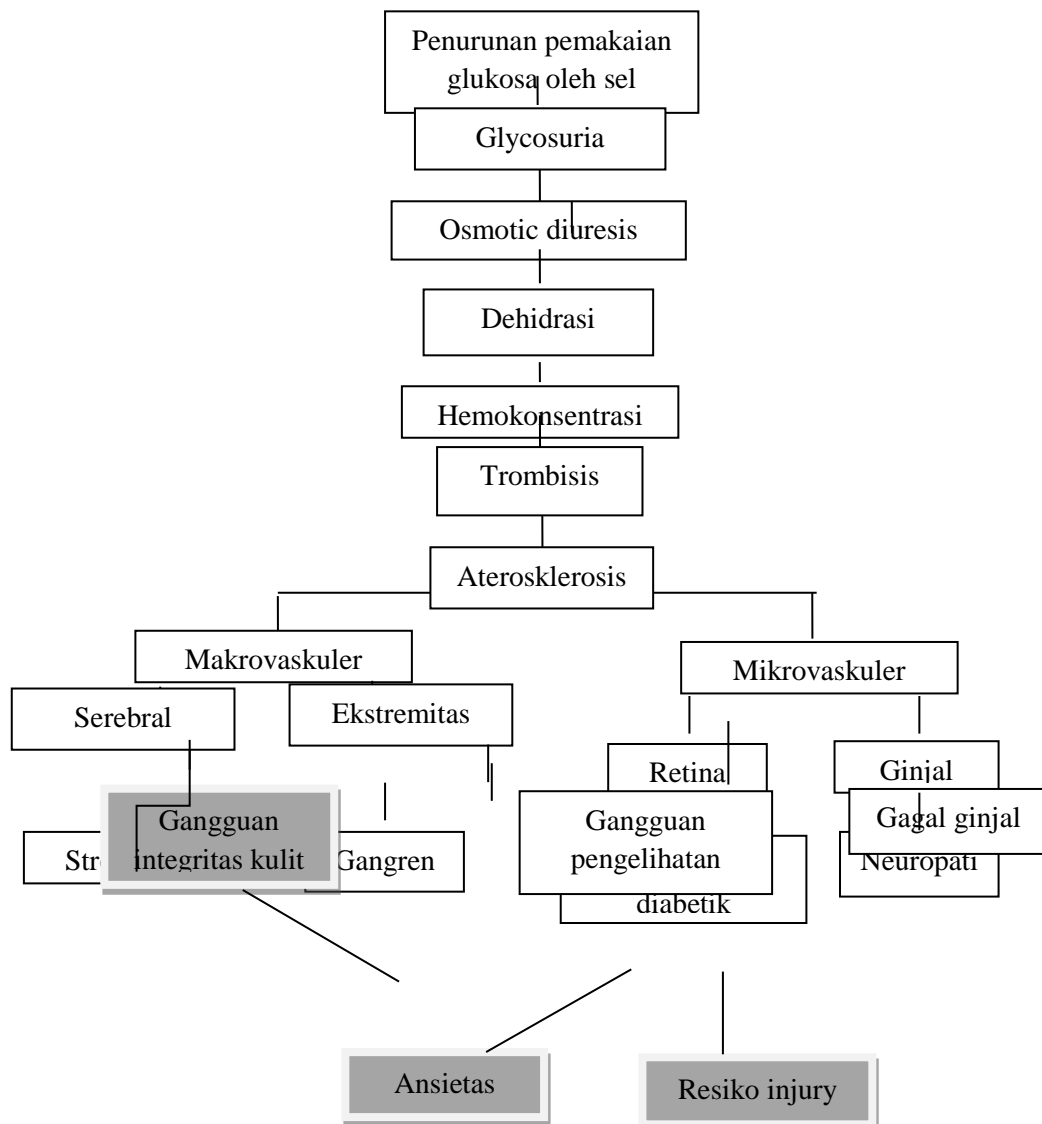 Penurunan pemakaian
glukosa oleh sel
Glycosuria
Osmotic diuresis
Dehidrasi
Hemokonsentrasi
Trombisis
Aterosklerosis
Makrovaskuler
Mikrovaskuler
Serebral
Ekstremitas
Retina
Ginjal
Gangguan
integritas kulit
Gangren
Gangguan
pengelihatan
diabetik
Gagal ginjal
Neuropati
Ansietas
Resiko injury